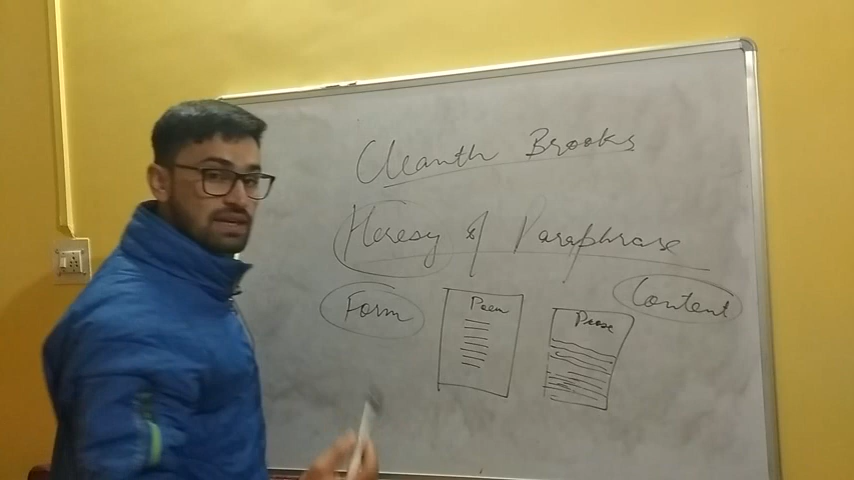 Cleanth Brooks
Heresy of Paraphrase
Form
Poem
Prose
Content